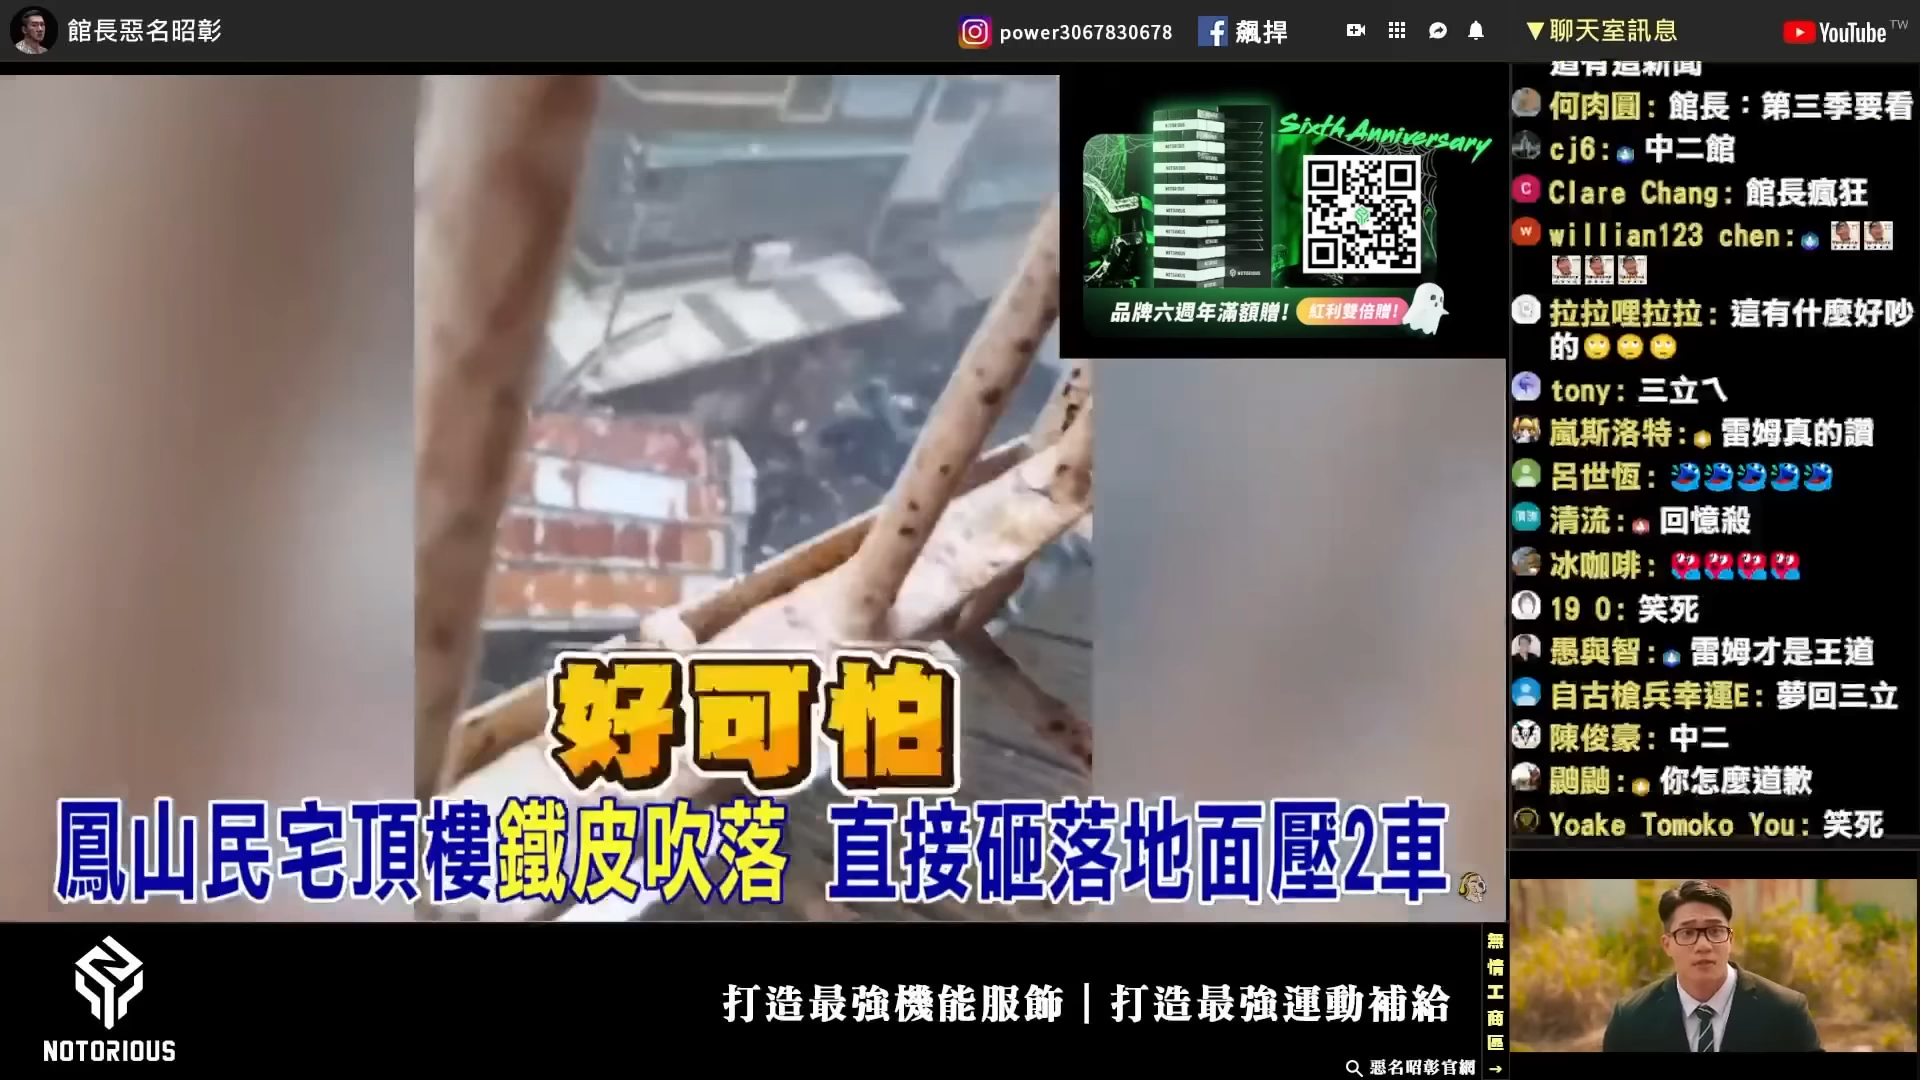 館長惡名昭彰
power3067830678
飆捍
▼聊天室訊息
YouTube TW
道有這新聞
何肉圓: 館長：第三季要看
cj6: 中二館
Clare Chang: 館長瘋狂
willian123 chen:
拉拉哩拉拉: 這有什麼好吵
的🙄🙄🙄
tony: 三立ㄟ
嵐斯洛特: 雷姆真的讚
呂世恆:
清流: 回憶殺
冰咖啡:
19 0: 笑死
愚與智: 雷姆才是王道
自古槍兵幸運E: 夢回三立
陳俊豪: 中二
鼬鼬: 你怎麼道歉
Yoake Tomoko You: 笑死
Sixth Anniversary
NOTORIOUS
品牌六週年滿額贈! 紅利雙倍贈!
好可怕
鳳山民宅頂樓鐵皮吹落 直接砸落地面壓2車
NOTORIOUS
打造最強機能服飾｜打造最強運動補給
惡名昭彰官網
無情工商區→